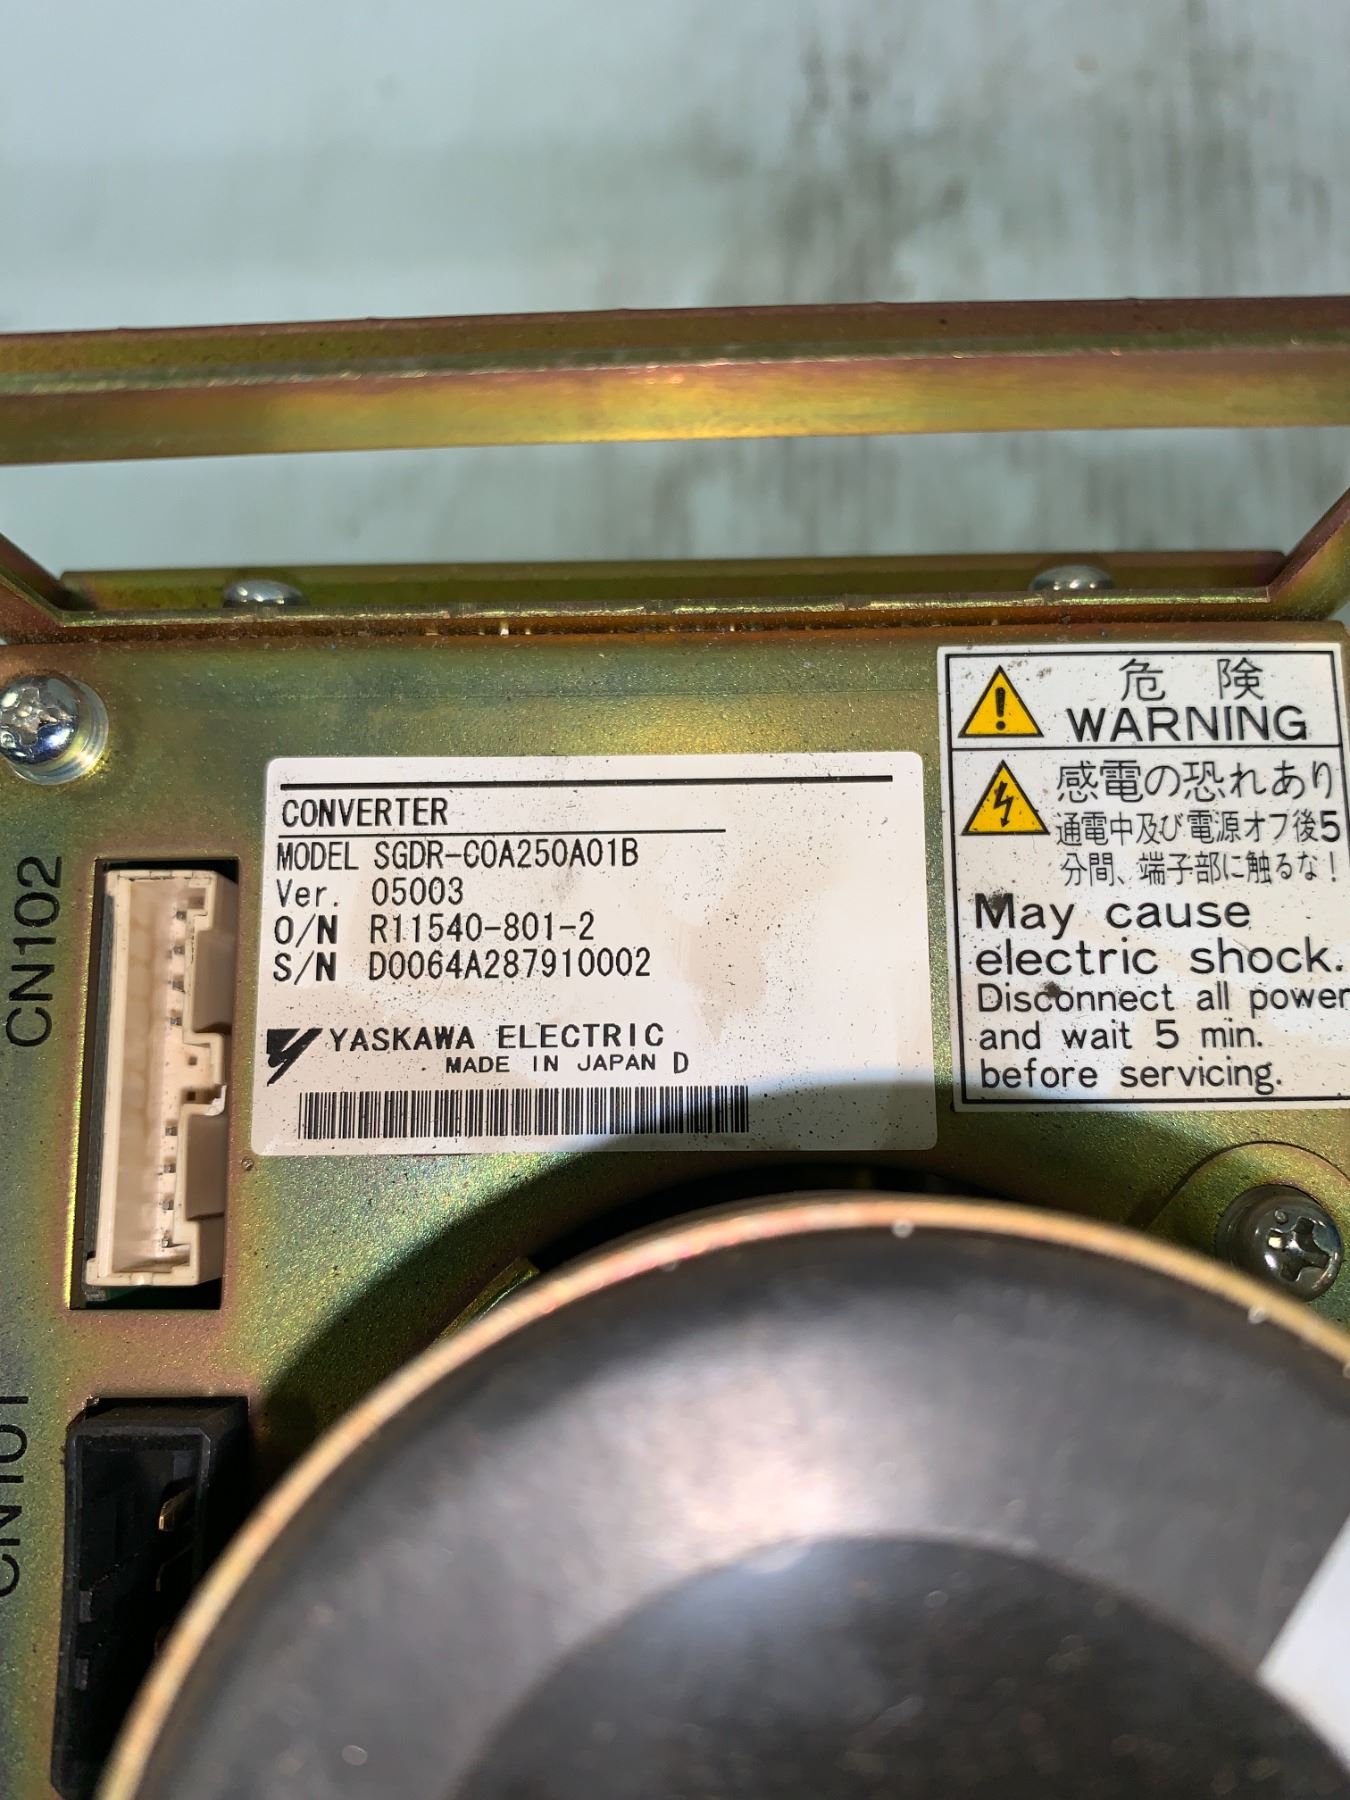 危 険
WARNING
感電の恐れあり
通電中及び電源オフ後5
分間、端子部に触るな!
May cause
electric shock.
Disconnect all power
and wait 5 min.
before servicing.
CONVERTER
MODEL SGDR-COA250A01B
Ver. 05003
O/N R11540-801-2
S/N D0064A287910002
YASKAWA ELECTRIC
MADE IN JAPAN D
CN102
CN101